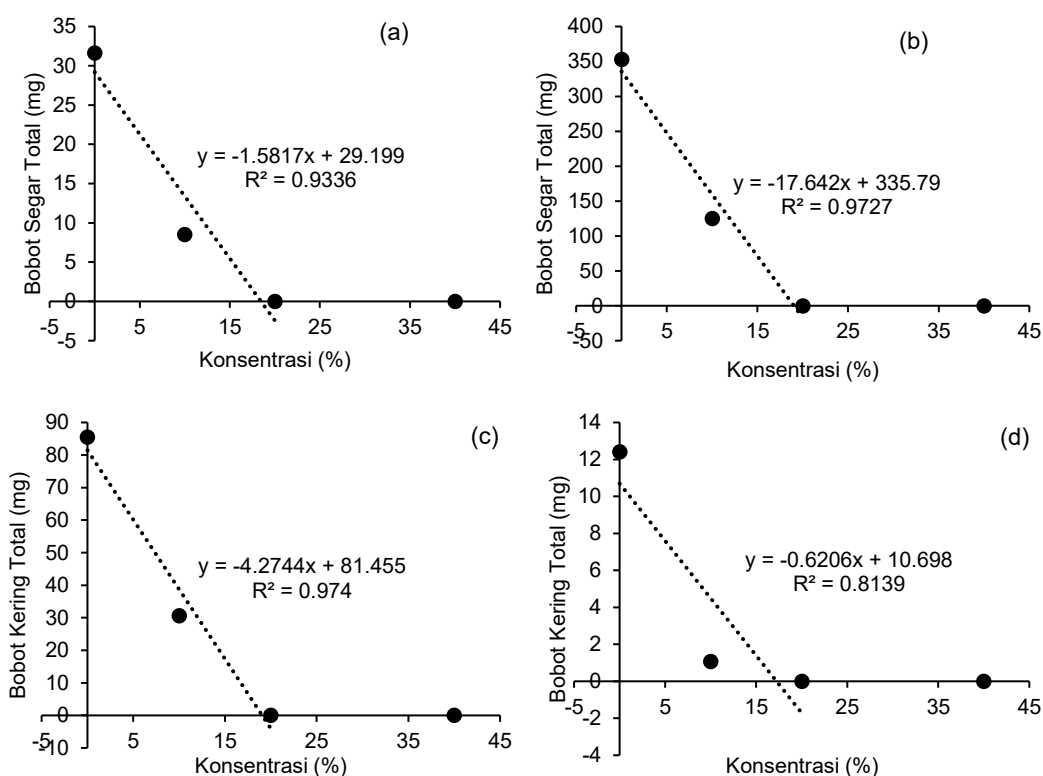 (a)
Bobot Segar Total (mg)
35
30
25
20
15
10
5
0
-5
y = -1.5817x + 29.199
R² = 0.9336
-5 5 15 25 35 45
Konsentrasi (%)
(b)
Bobot Segar Total (mg)
400
350
300
250
200
150
100
50
0
-50
y = -17.642x + 335.79
R² = 0.9727
-5 5 15 25 35 45
Konsentrasi (%)
(c)
Bobot Kering Total (mg)
90
80
70
60
50
40
30
20
10
0
-10
y = -4.2744x + 81.455
R² = 0.974
-5 5 15 25 35 45
Konsentrasi (%)
(d)
Bobot Kering Total (mg)
14
12
10
8
6
4
2
0
-2
-4
y = -0.6206x + 10.698
R² = 0.8139
-5 5 15 25 35 45
Konsentrasi (%)